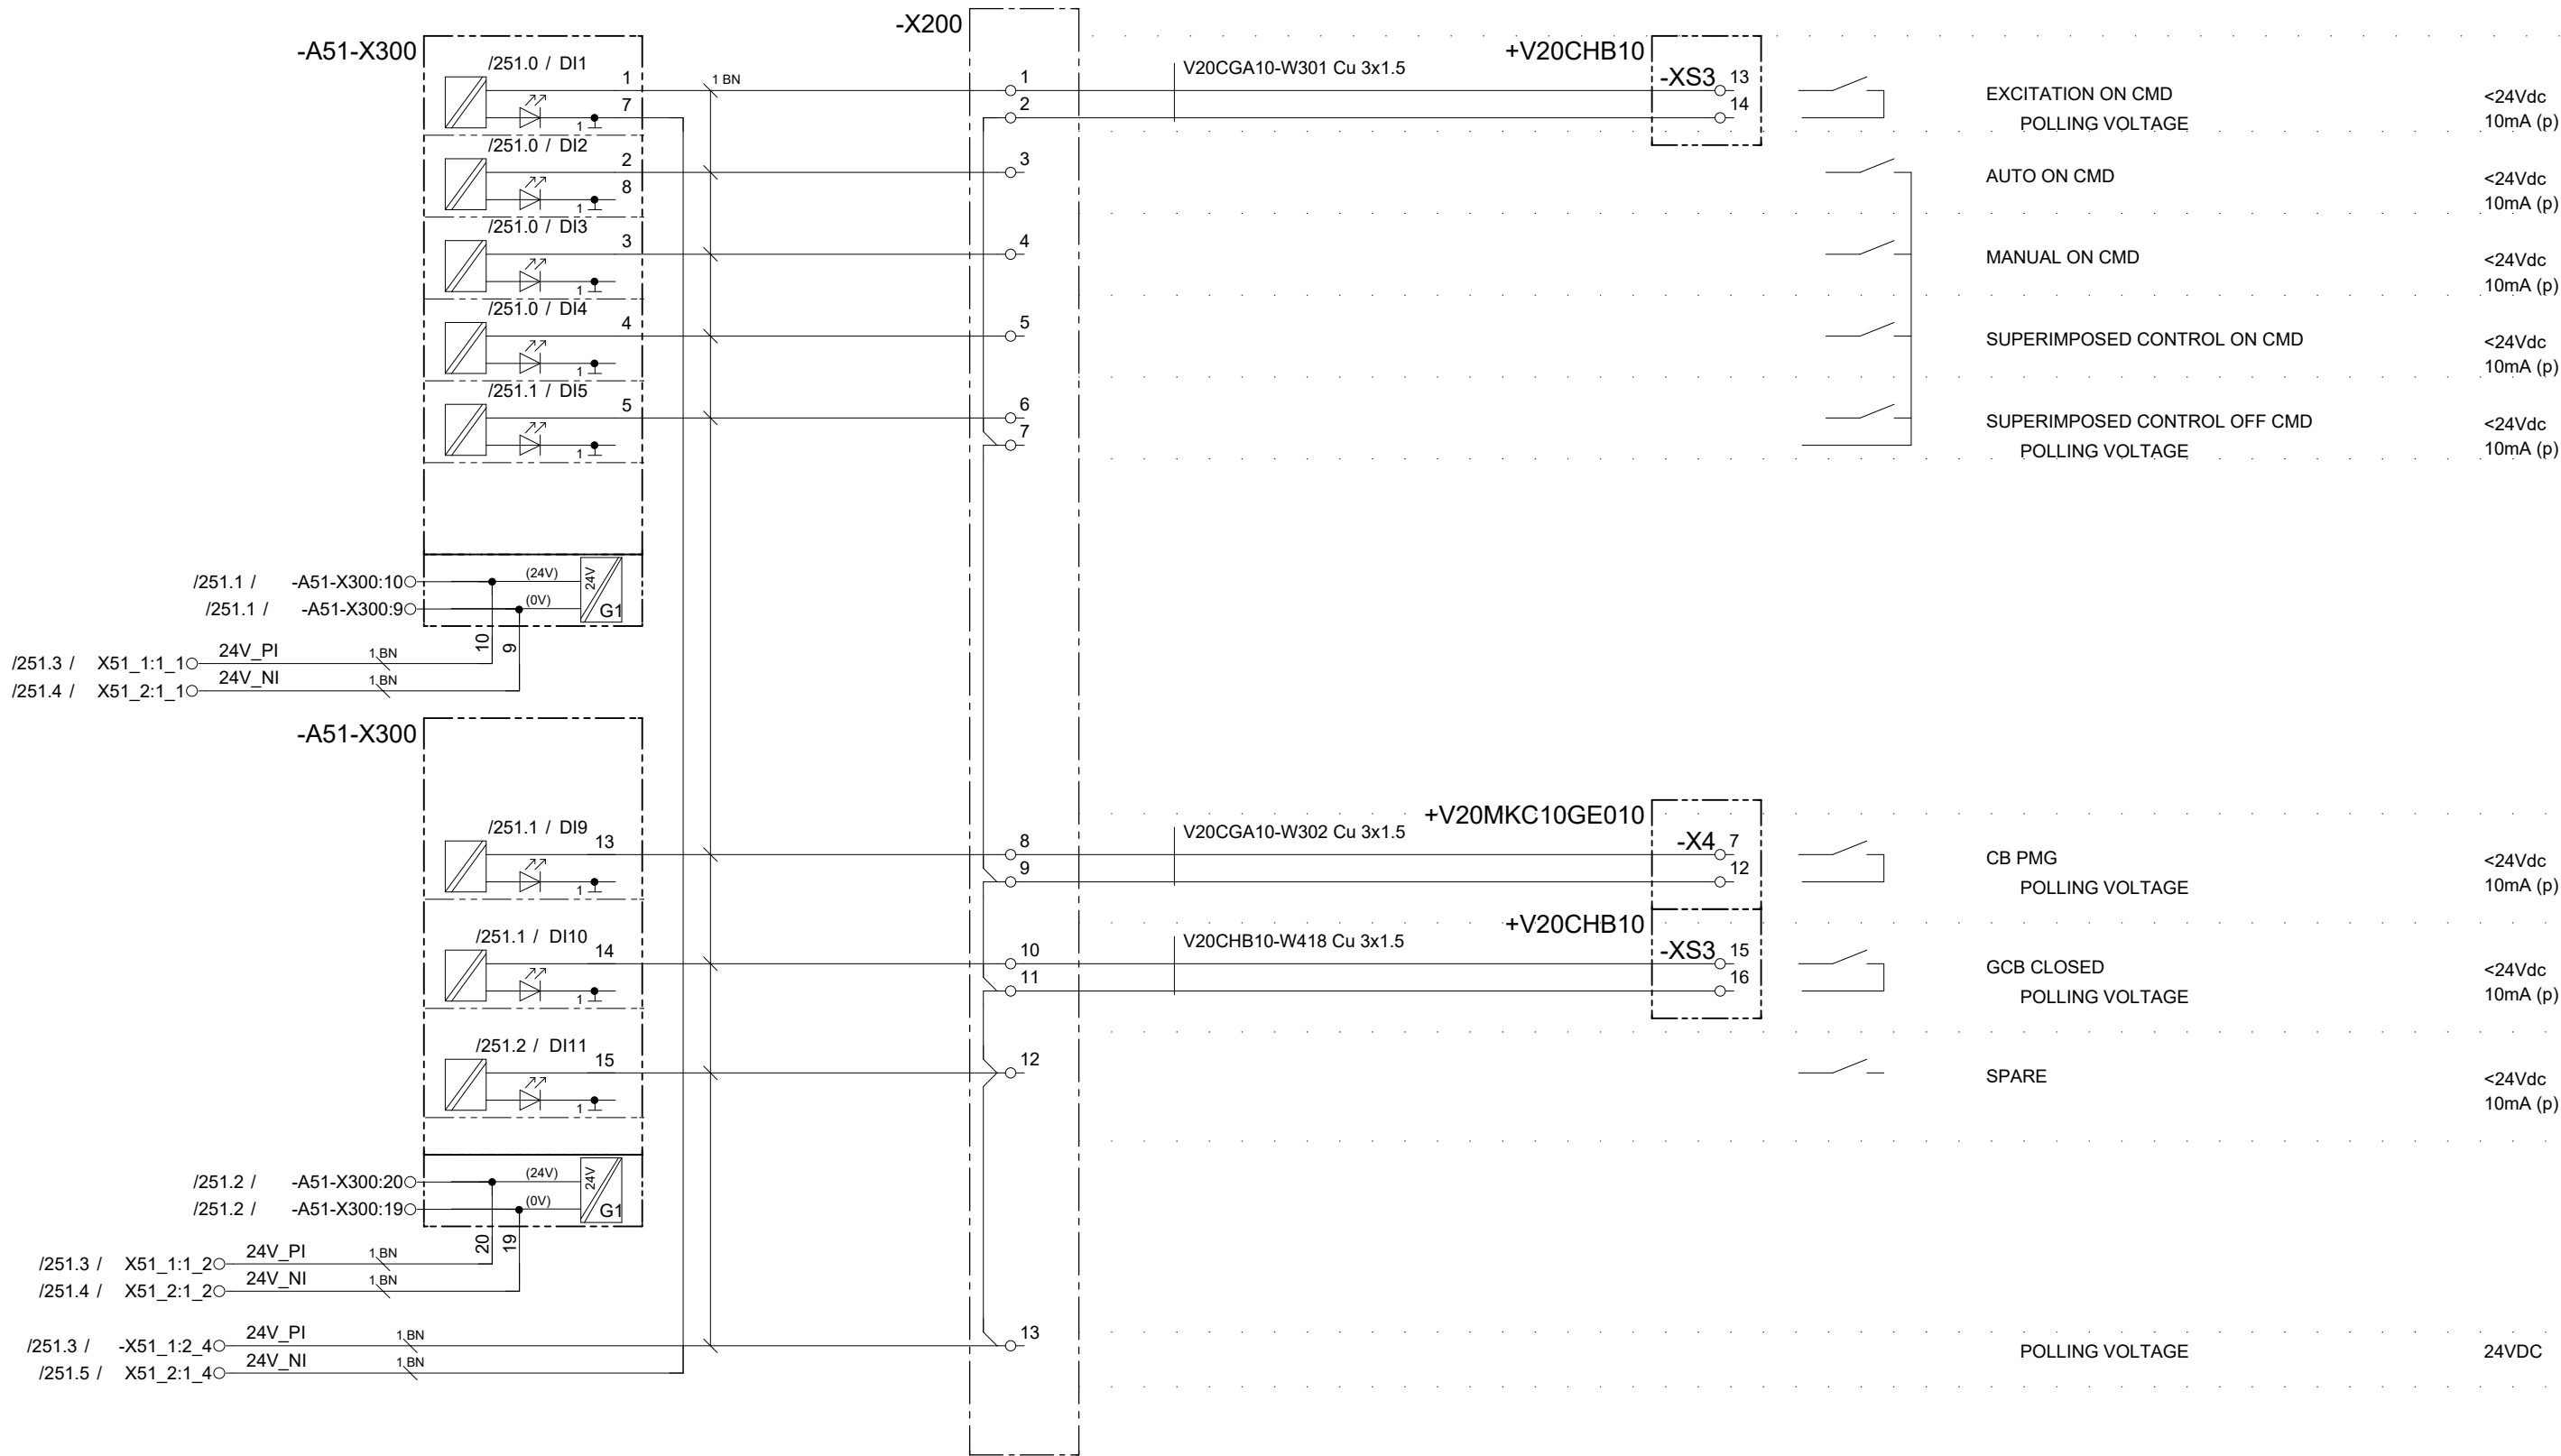 -X200
-A51-X300
+V20CHB10
/251.0 / DI1
1
1 BN
1
V20CGA10-W301 Cu 3x1.5
-XS3
13
EXCITATION ON CMD
<24Vdc
7
1
2
14
POLLING VOLTAGE
10mA (p)
/251.0 / DI2
2
3
AUTO ON CMD
<24Vdc
8
1
10mA (p)
/251.0 / DI3
3
4
MANUAL ON CMD
<24Vdc
1
10mA (p)
/251.0 / DI4
4
5
SUPERIMPOSED CONTROL ON CMD
<24Vdc
1
10mA (p)
/251.1 / DI5
5
6
SUPERIMPOSED CONTROL OFF CMD
<24Vdc
1
7
POLLING VOLTAGE
10mA (p)
/251.1 / -A51-X300:10
(24V)
24V
/251.1 / -A51-X300:9
(0V)
G1
10
9
/251.3 / X51_1:1_1
24V_PI
1 BN
/251.4 / X51_2:1_1
24V_NI
1 BN
-A51-X300
+V20MKC10GE010
/251.1 / DI9
13
8
V20CGA10-W302 Cu 3x1.5
-X4
7
CB PMG
<24Vdc
1
9
12
POLLING VOLTAGE
10mA (p)
+V20CHB10
/251.1 / DI10
14
10
V20CHB10-W418 Cu 3x1.5
-XS3
15
GCB CLOSED
<24Vdc
1
11
16
POLLING VOLTAGE
10mA (p)
/251.2 / DI11
15
12
SPARE
<24Vdc
1
10mA (p)
/251.2 / -A51-X300:20
(24V)
24V
/251.2 / -A51-X300:19
(0V)
G1
20
19
/251.3 / X51_1:1_2
24V_PI
1 BN
/251.4 / X51_2:1_2
24V_NI
1 BN
/251.3 / -X51_1:2_4
24V_PI
1 BN
13
POLLING VOLTAGE
24VDC
/251.5 / X51_2:1_4
24V_NI
1 BN